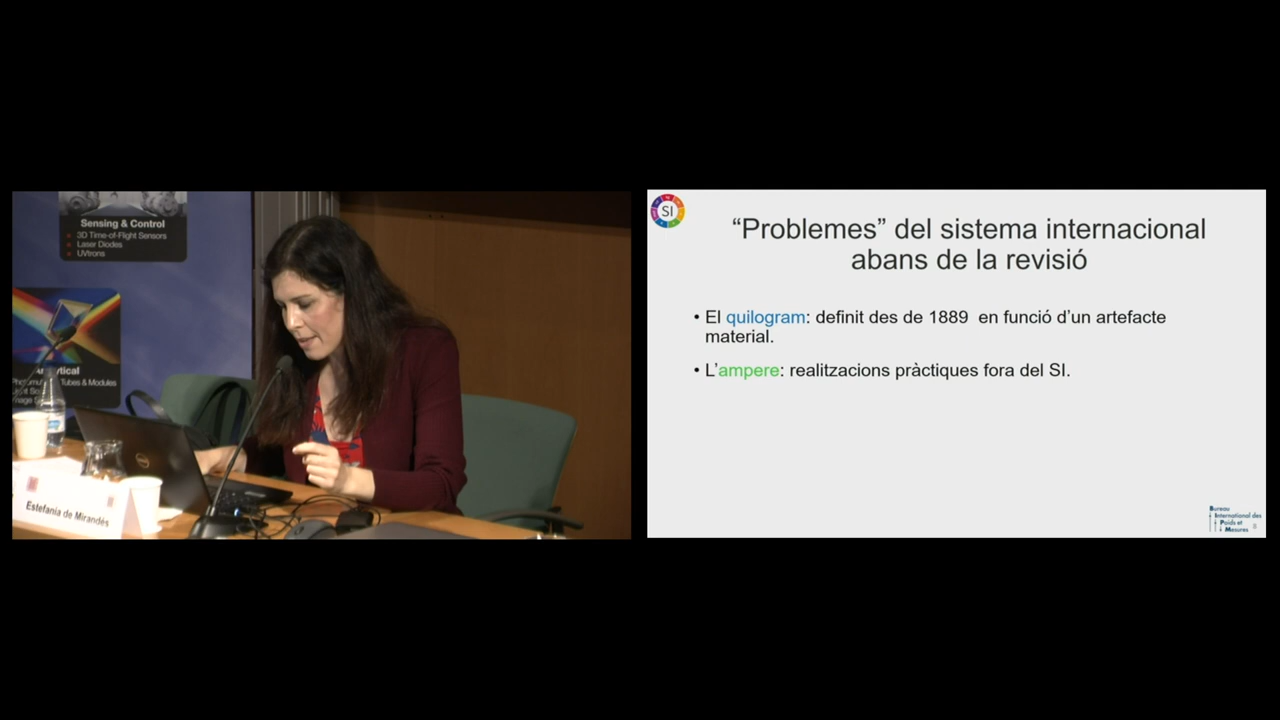 Sensing & Control
3D Time-of-Flight Sensors
Laser Diodes
UVtrons
Tubes & Modules
Estefanía de Mirandés
SI
“Problemes” del sistema internacional
abans de la revisió
• El quilogram: definit des de 1889 en funció d’un artefacte
material.
• L’ampere: realitzacions pràctiques fora del SI.
Bureau
International des
Poids et
Mesures
8